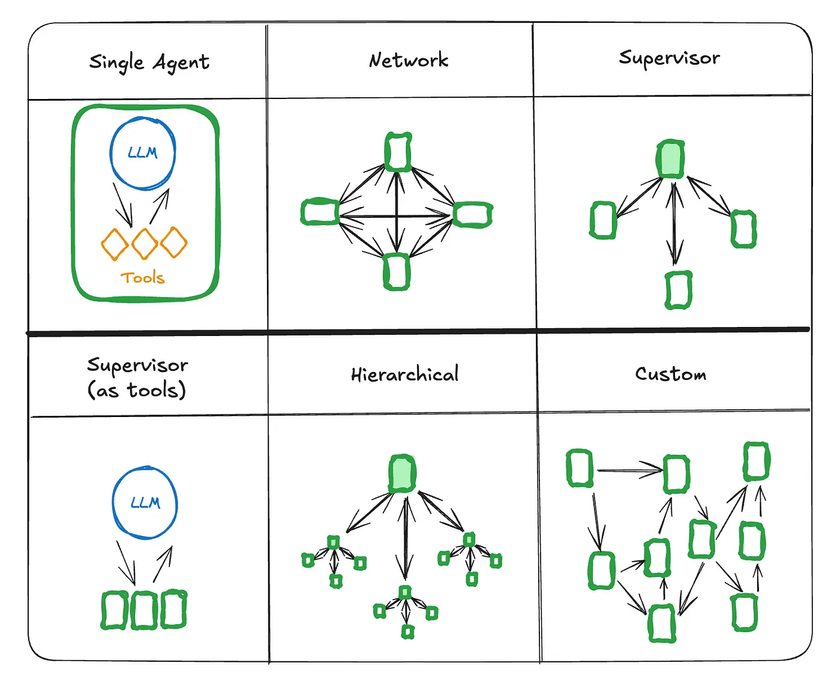 Single Agent
Network
Supervisor
LLM
Tools
Supervisor
(as tools)
Hierarchical
Custom
LLM